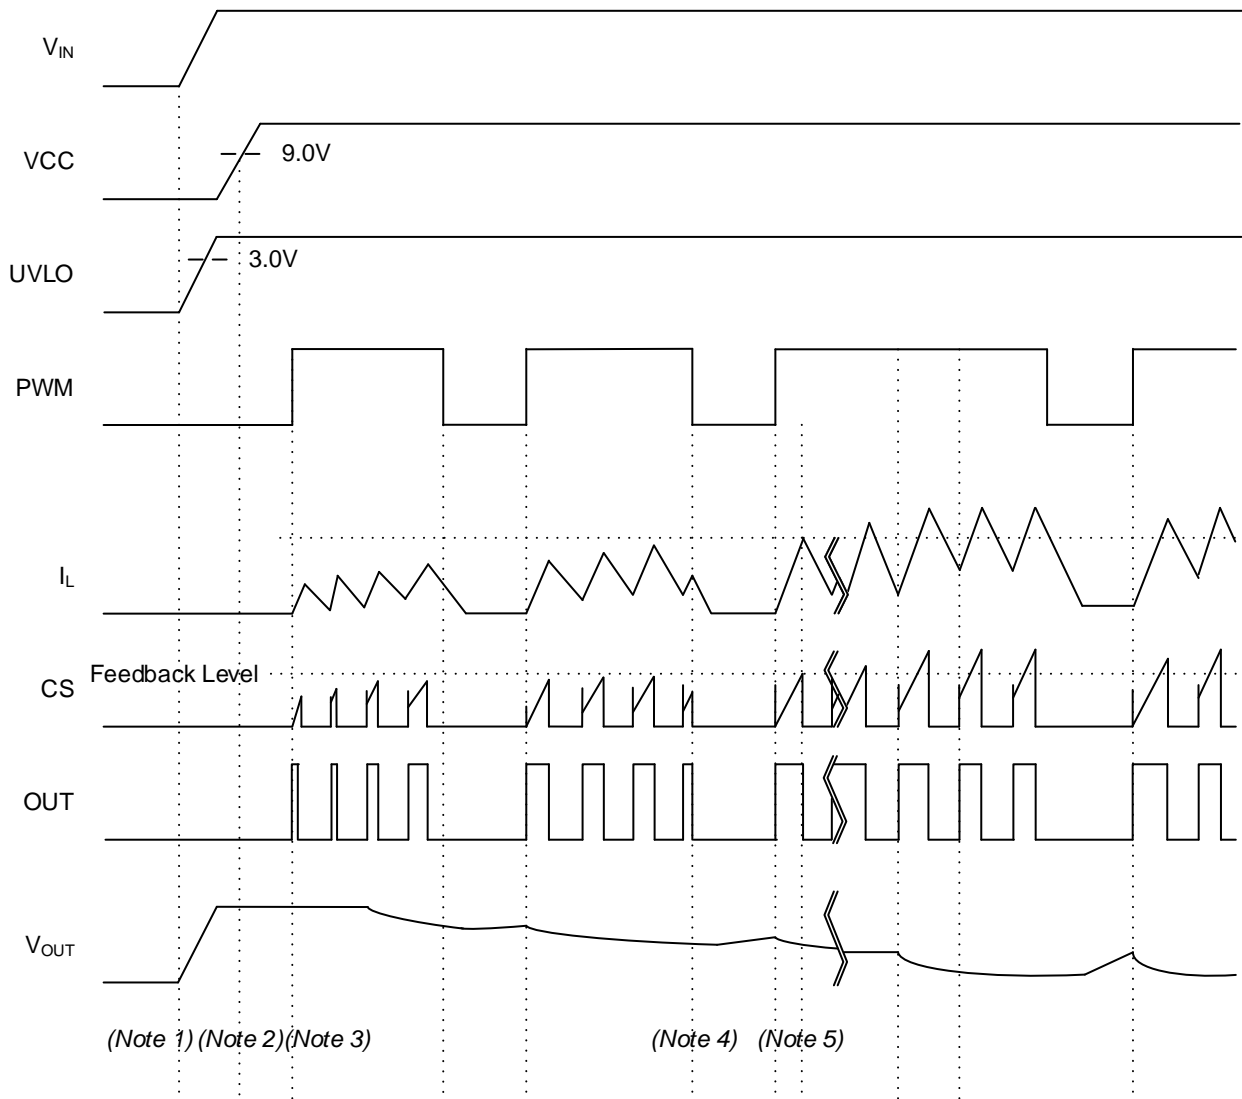 VIN
VCC
9.0V
UVLO
3.0V
PWM
IL
Feedback Level
CS
OUT
VOUT
(Note 1) (Note 2) (Note 3) (Note 4) (Note 5)